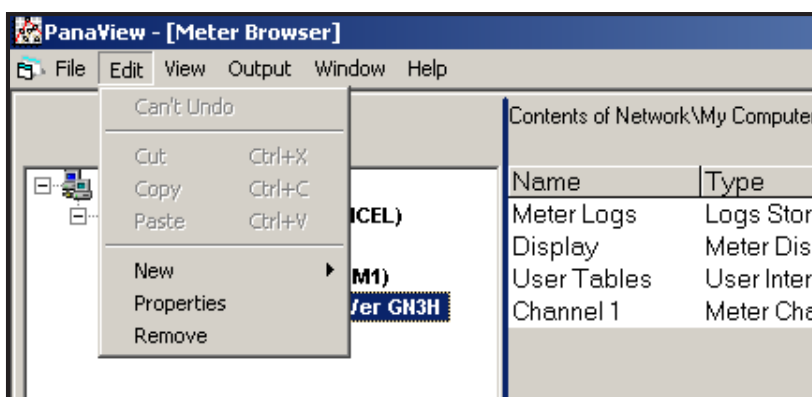 PanaView - [Meter Browser]
File Edit View Output Window Help
Can't Undo
Cut Ctrl+X
Copy Ctrl+C
Paste Ctrl+V
New
Properties
Remove
ICEL)
M1)
Ver GN3H
Contents of Network\My Computer
Name Type
Meter Logs Logs Stor
Display Meter Dis
User Tables User Inter
Channel 1 Meter Cha